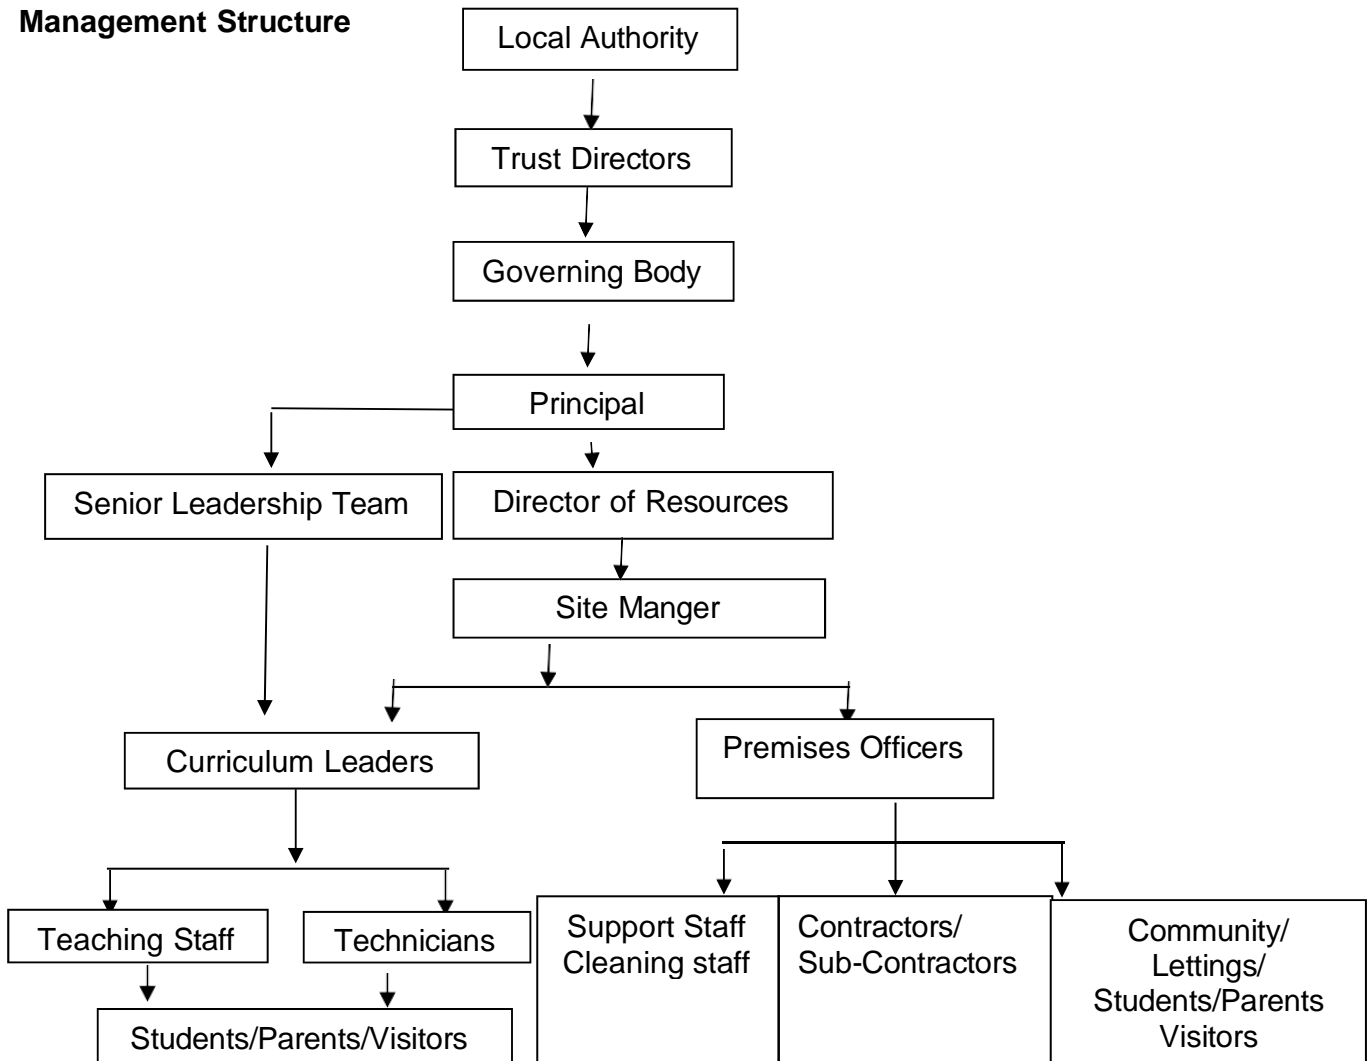 Management Structure
Local Authority
Trust Directors
Governing Body
Principal
Senior Leadership Team
Director of Resources
Site Manger
Curriculum Leaders
Premises Officers
Teaching Staff
Technicians
Support Staff
Cleaning staff
Contractors/
Sub-Contractors
Community/
Lettings/
Students/Parents
Visitors
Students/Parents/Visitors